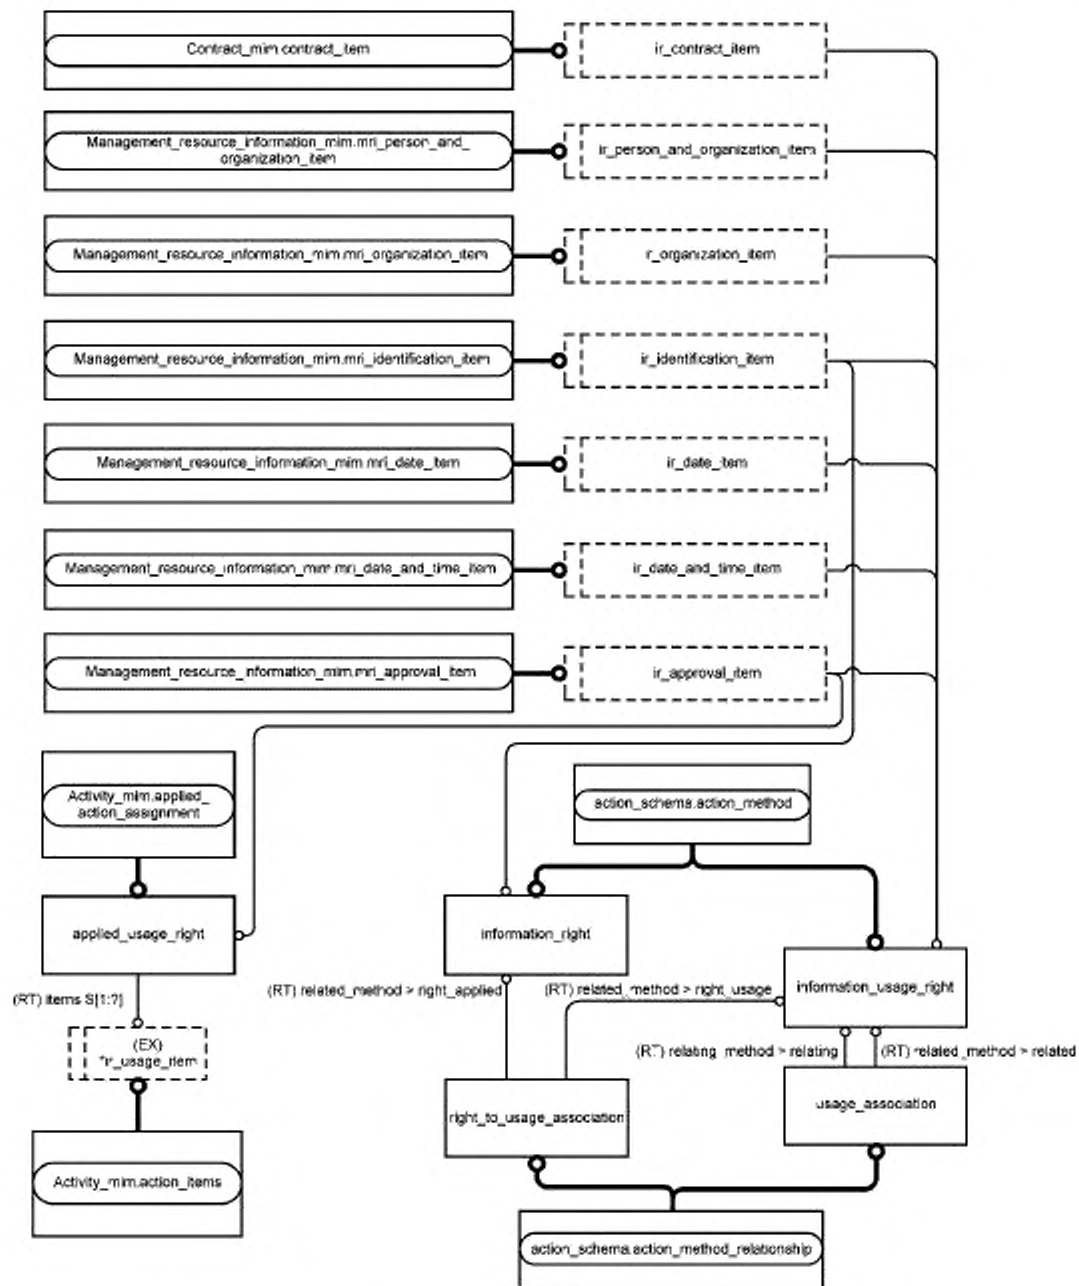 Contract_mim.contract_item
ir_contract_item
Management_resource_information_mim.mri_person_and_
organization_item
ir_person_and_organization_item
Management_resource_information_mim.mri_organization_item
ir_organization_item
Management_resource_information_mim.mri_identification_item
ir_identification_item
Management_resource_information_mim.mri_date_item
ir_date_item
Management_resource_information_mim.mri_date_and_time_item
ir_date_and_time_item
Management_resource_information_mim.mri_approval_item
ir_approval_item
Activity_mim.applied_
action_assignment
action_schema.action_method
applied_usage_right
information_right
information_usage_right
(RT) items S[1:?]
(RT) related_method > right_applied
(RT) related_method > right_usage
(EX)
*ir_usage_item
(RT) relating_method > relating
(RT) related_method > related
right_to_usage_association
usage_association
Activity_mim.action_items
action_schema.action_method_relationship